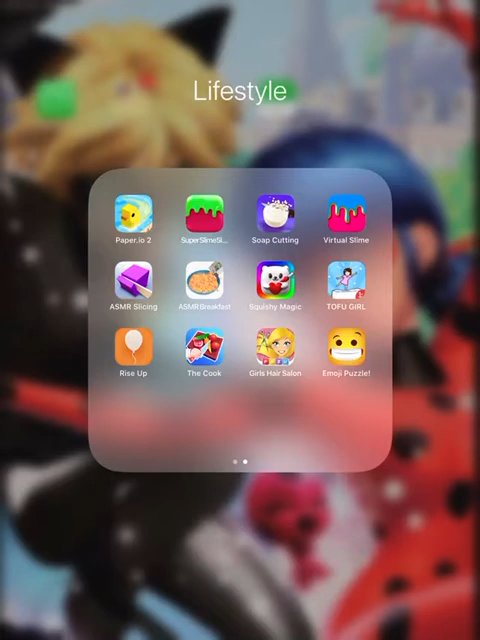 Lifestyle
Paper.io 2
SuperSlimeSi...
Soap Cutting
Virtual Slime
ASMR Slicing
ASMR Breakfast
Squishy Magic
TOFU GIRL
Rise Up
The Cook
Girls Hair Salon
Emoji Puzzle!